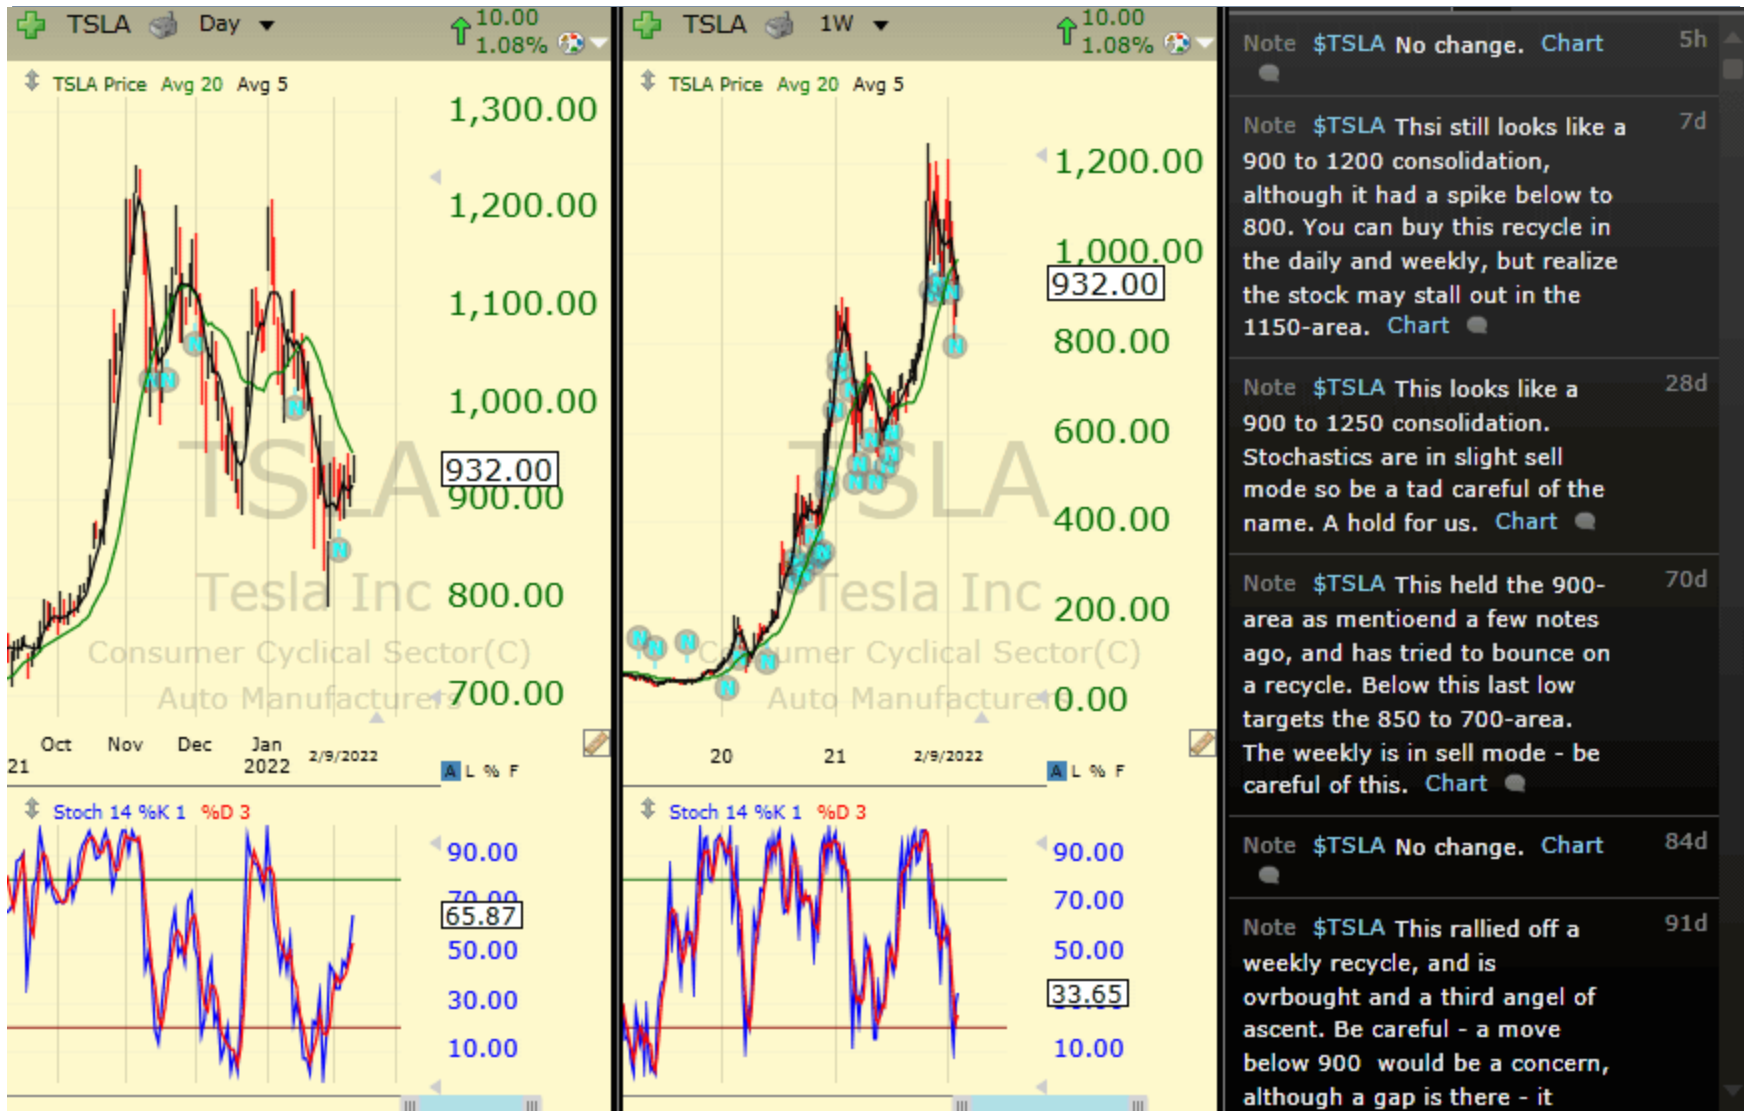 TSLA Day 10.00
1.08%
TSLA Price Avg 20 Avg 5
1,300.00
1,200.00
1,100.00
1,000.00
932.00
900.00
800.00
700.00
TSLA
Tesla Inc
Consumer Cyclical Sector(C)
Auto Manufacturers
Oct Nov Dec Jan 2/9/2022
21 2022
A L % F
Stoch 14 %K 1 %D 3
90.00
70.00
65.87
50.00
30.00
10.00
TSLA 1W 10.00
1.08%
TSLA Price Avg 20 Avg 5
1,200.00
1,000.00
932.00
800.00
600.00
400.00
200.00
0.00
TSLA
Tesla Inc
Consumer Cyclical Sector(C)
Auto Manufacturers
20 21 2/9/2022
A L % F
Stoch 14 %K 1 %D 3
90.00
70.00
50.00
33.65
10.00
Note $TSLA No change. Chart 5h
Note $TSLA Thsi still looks like a 7d
900 to 1200 consolidation,
although it had a spike below to
800. You can buy this recycle in
the daily and weekly, but realize
the stock may stall out in the
1150-area. Chart
Note $TSLA This looks like a 28d
900 to 1250 consolidation.
Stochastics are in slight sell
mode so be a tad careful of the
name. A hold for us. Chart
Note $TSLA This held the 900- 70d
area as mentioend a few notes
ago, and has tried to bounce on
a recycle. Below this last low
targets the 850 to 700-area.
The weekly is in sell mode - be
careful of this. Chart
Note $TSLA No change. Chart 84d
Note $TSLA This rallied off a 91d
weekly recycle, and is
ovrbought and a third angel of
ascent. Be careful - a move
below 900 would be a concern,
although a gap is there - it